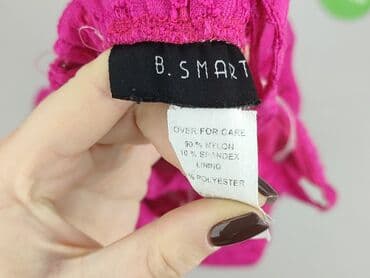 B. SMART
OVER FOR CARE
90 % NYLON
10 % SPANDEX
LINING
% POLYESTER